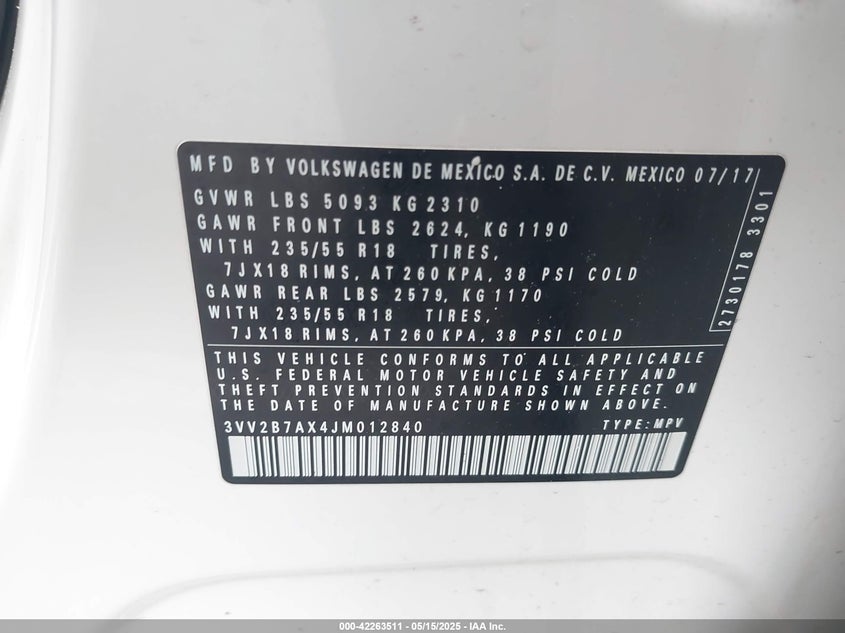 MFD BY VOLKSWAGEN DE MEXICO S.A. DE C.V. MEXICO 07/17
GVWR LBS 5093 KG 2310
GAWR FRONT LBS 2624, KG 1190
WITH 235/55 R18 TIRES,
7JX18 RIMS, AT 260 KPA, 38 PSI COLD
GAWR REAR LBS 2579, KG 1170
WITH 235/55 R18 TIRES,
7JX18 RIMS, AT 260 KPA, 38 PSI COLD
2730178 3301
THIS VEHICLE CONFORMS TO ALL APPLICABLE
U.S. FEDERAL MOTOR VEHICLE SAFETY AND
THEFT PREVENTION STANDARDS IN EFFECT ON
THE DATE OF MANUFACTURE SHOWN ABOVE.
3VV2B7AX4JM012840 TYPE: MPV
000-42263511 - 05/15/2025 - IAA Inc.